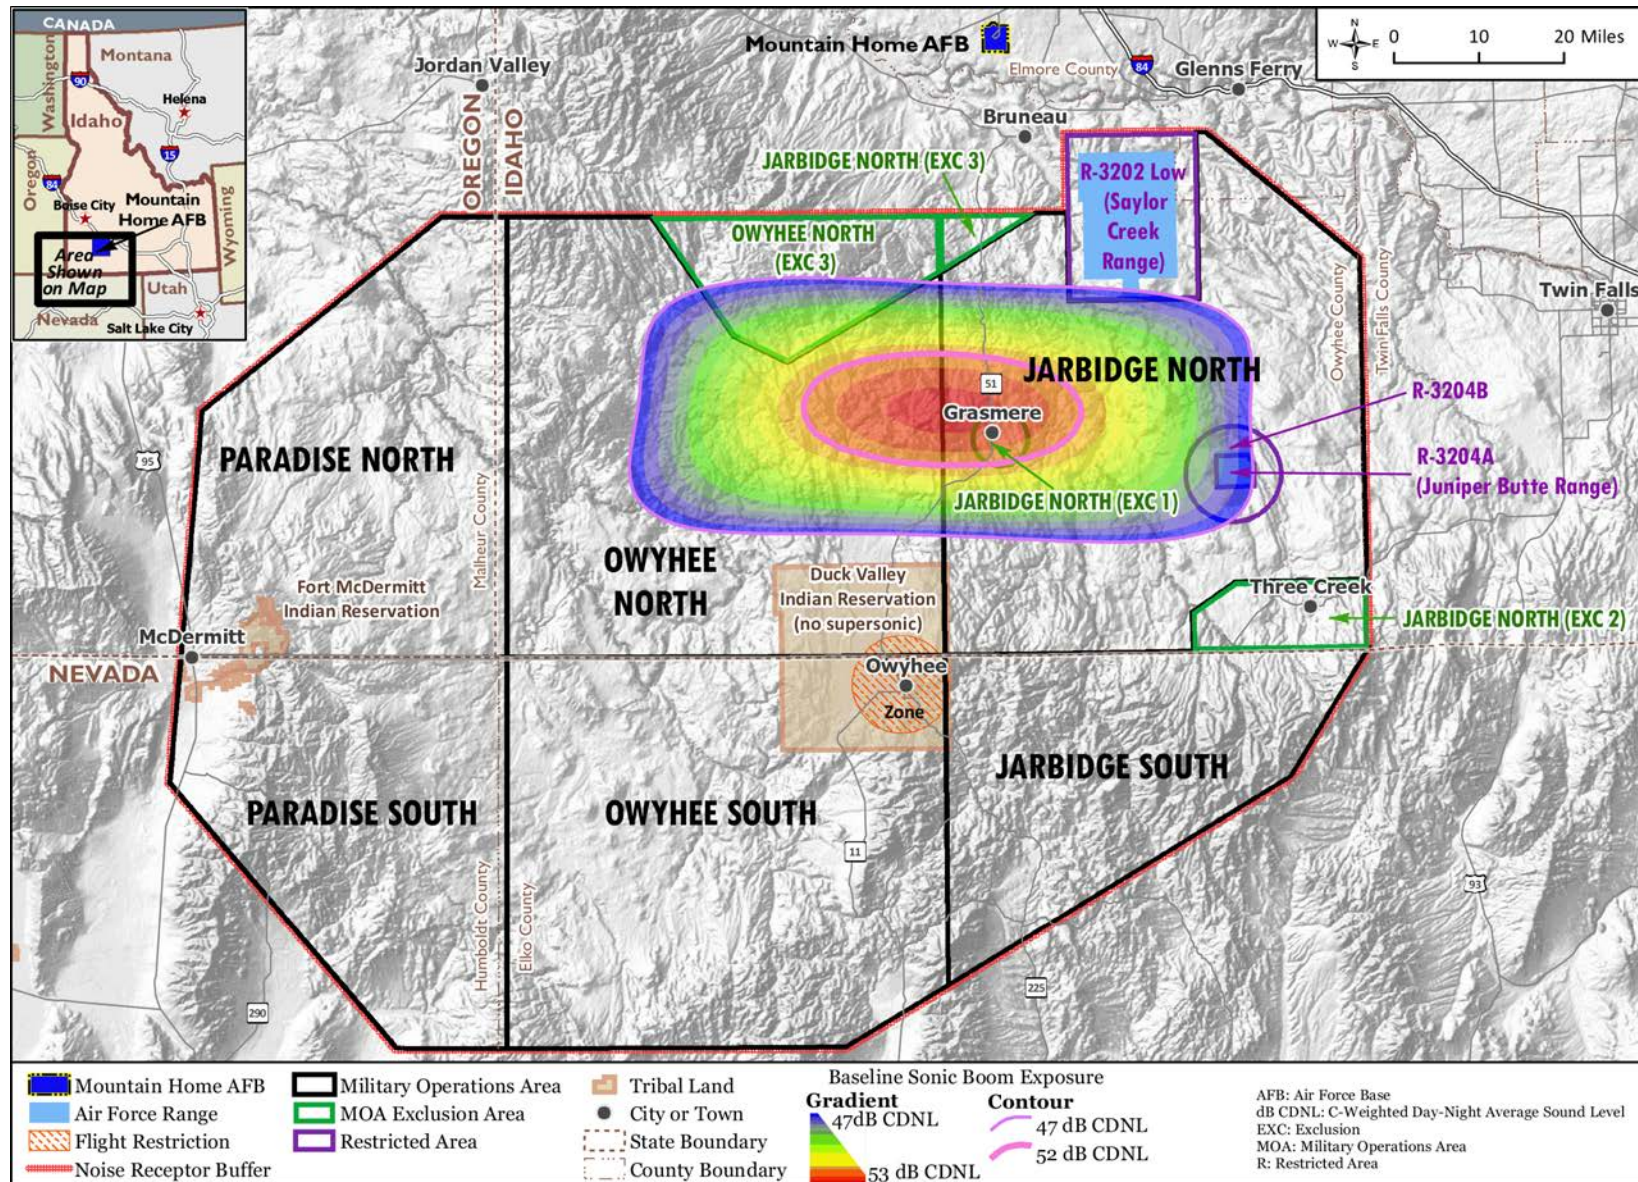 CANADA
Washington
Montana
90
Helena
Idaho
15
Oregon
84
Boise City
Mountain
Home AFB
Wyoming
Area
Shown
on Map
Utah
Nevada
Salt Lake City
Mountain Home AFB
N
W
E
S
0 10 20 Miles
Jordan Valley
Elmore County
84
Glenns Ferry
OREGON
IDAHO
Bruneau
JARBIDGE NORTH (EXC 3)
R-3202 Low
(Saylor
Creek
Range)
OWYHEE NORTH
(EXC 3)
Owyhee County
Twin Falls County
Twin Falls
JARBIDGE NORTH
51
Grasmere
R-3204B
R-3204A
(Juniper Butte Range)
JARBIDGE NORTH (EXC 1)
PARADISE NORTH
95
Malheur County
OWYHEE
NORTH
Duck Valley
Indian Reservation
(no supersonic)
Fort McDermitt
Indian Reservation
McDermitt
Three Creek
JARBIDGE NORTH (EXC 2)
NEVADA
Owyhee
Zone
JARBIDGE SOUTH
PARADISE SOUTH
OWYHEE SOUTH
11
93
Humboldt County
Elko County
290
225
Mountain Home AFB
Air Force Range
Flight Restriction
Noise Receptor Buffer
Military Operations Area
MOA Exclusion Area
Restricted Area
Tribal Land
City or Town
State Boundary
County Boundary
Baseline Sonic Boom Exposure
Gradient
47dB CDNL
53 dB CDNL
Contour
47 dB CDNL
52 dB CDNL
AFB: Air Force Base
dB CDNL: C-Weighted Day-Night Average Sound Level
EXC: Exclusion
MOA: Military Operations Area
R: Restricted Area